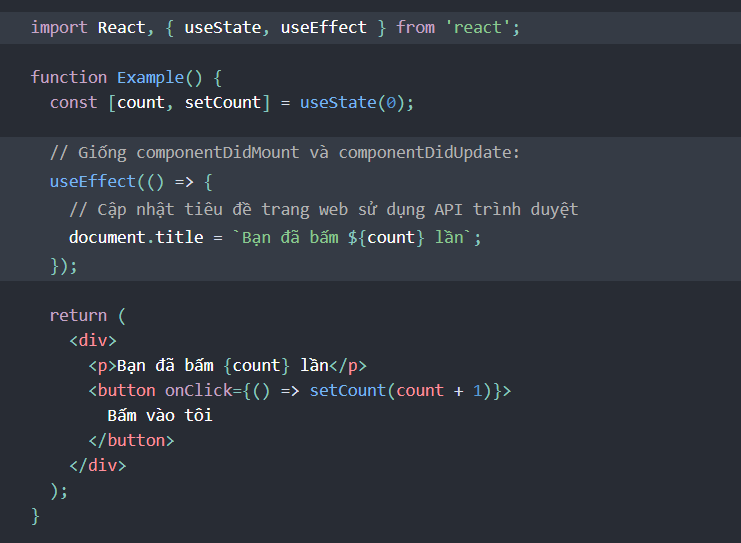 import React, { useState, useEffect } from 'react';
function Example() {
const [count, setCount] = useState(0);
// Giống componentDidMount và componentDidUpdate:
useEffect(() => {
// Cập nhật tiêu đề trang web sử dụng API trình duyệt
document.title = `Bạn đã bấm ${count} lần`;
});
return (
<div>
<p>Bạn đã bấm {count} lần</p>
<button onClick={() => setCount(count + 1)}>
Bấm vào tôi
</button>
</div>
);
}